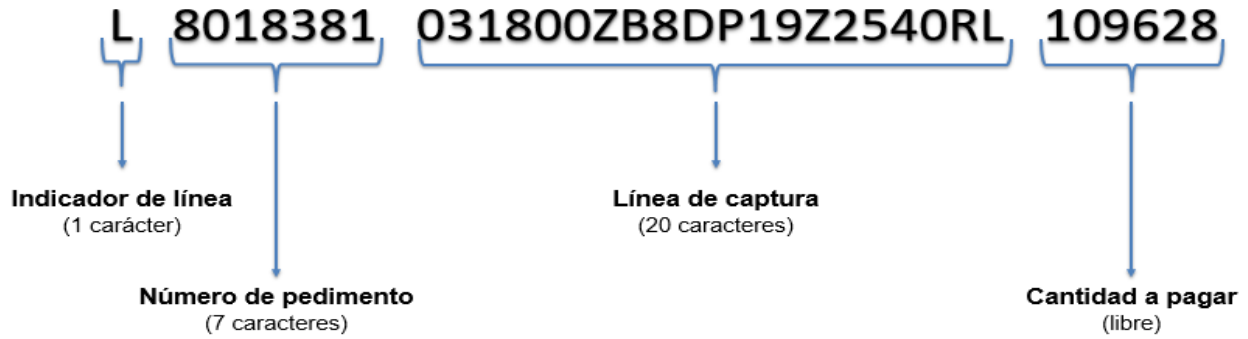 L 8018381 031800ZB8DP19Z2540RL 109628
Indicador de línea
(1 carácter)
Línea de captura
(20 caracteres)
Número de pedimento
(7 caracteres)
Cantidad a pagar
(libre)